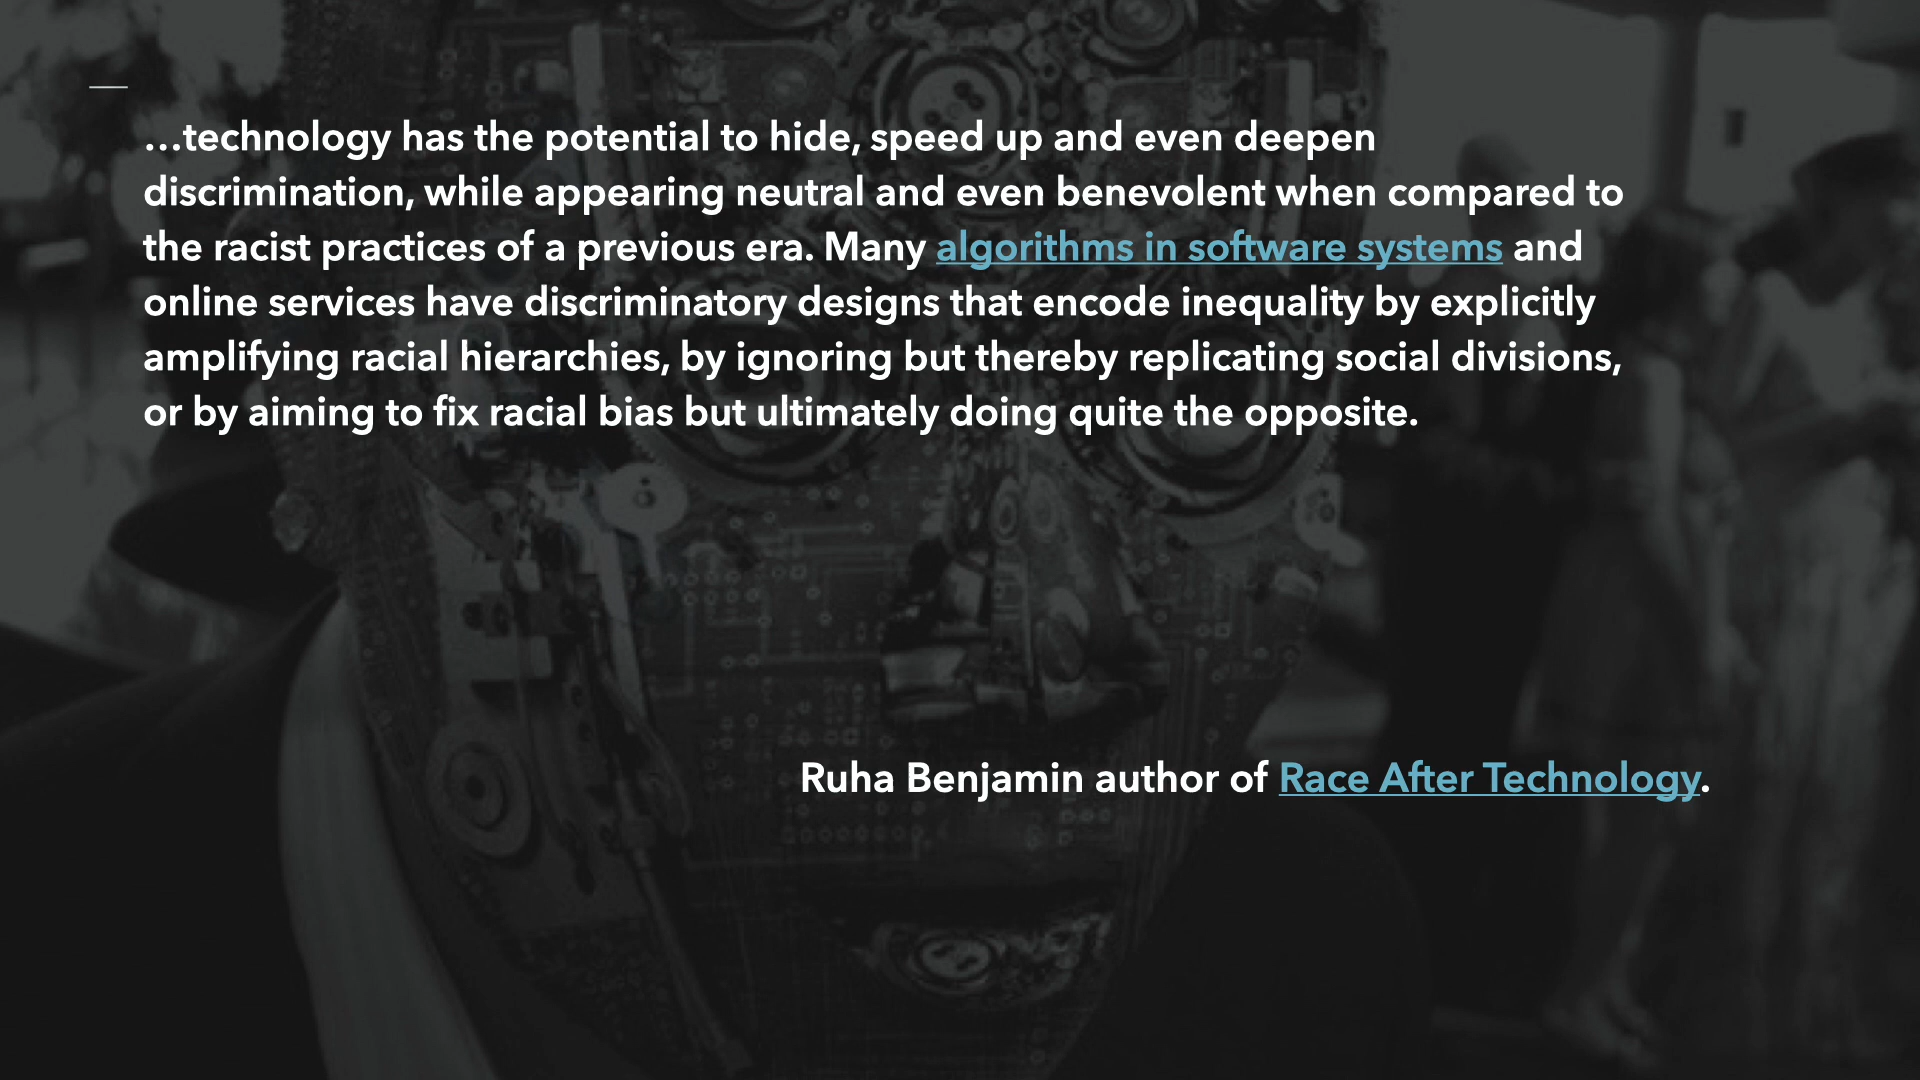 …technology has the potential to hide, speed up and even deepen
discrimination, while appearing neutral and even benevolent when compared to
the racist practices of a previous era. Many algorithms in software systems and
online services have discriminatory designs that encode inequality by explicitly
amplifying racial hierarchies, by ignoring but thereby replicating social divisions,
or by aiming to fix racial bias but ultimately doing quite the opposite.
Ruha Benjamin author of Race After Technology.